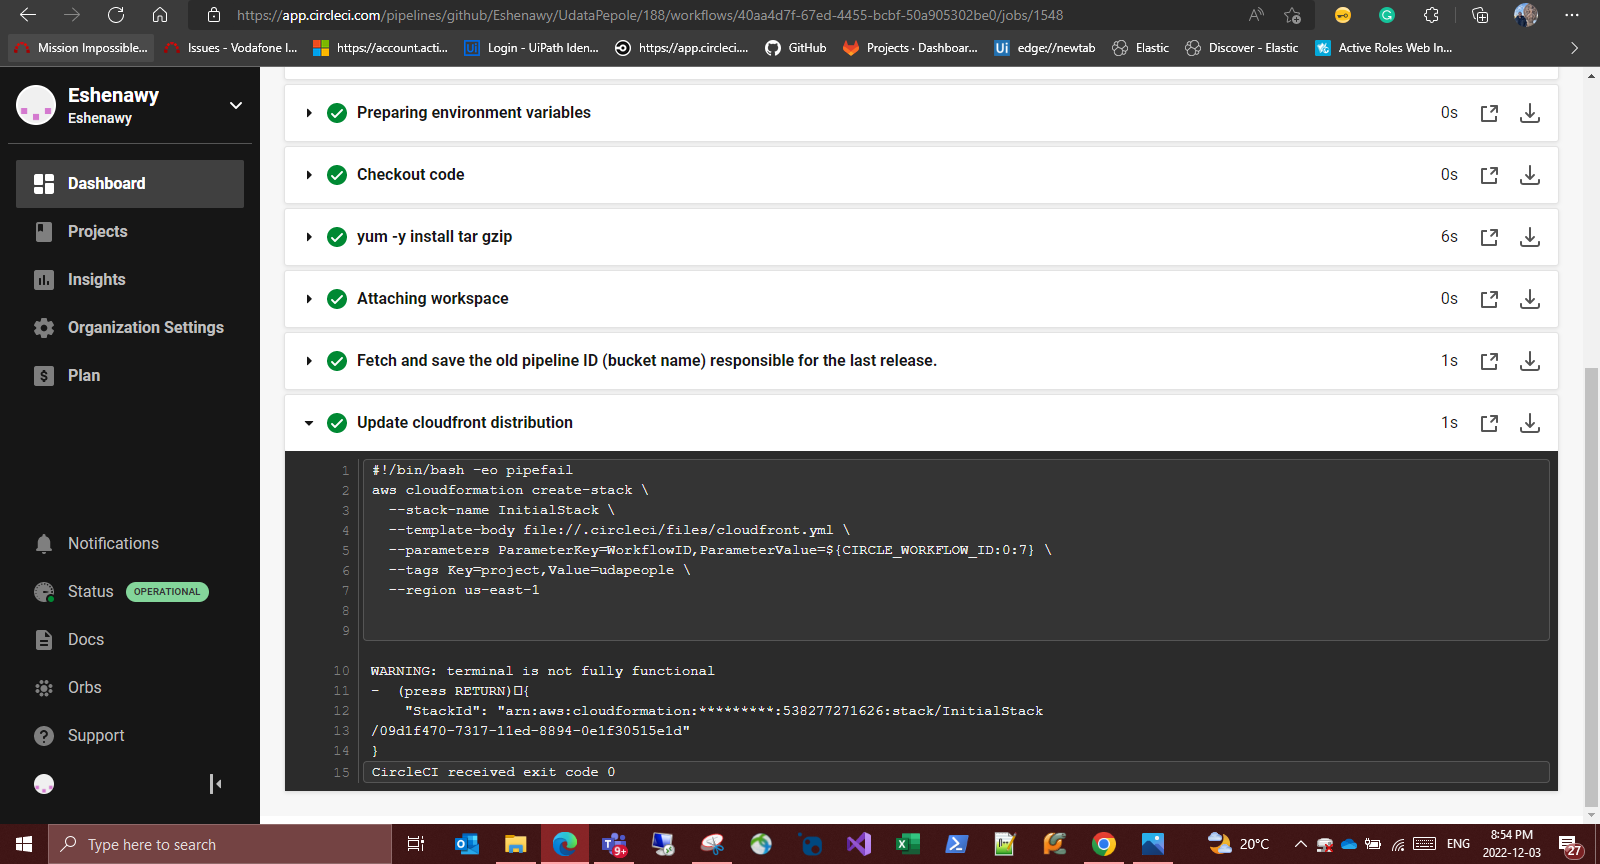 https://app.circleci.com/pipelines/github/Eshenawy/UdataPepole/188/workflows/40aa4d7f-67ed-4455-bcbf-50a905302be0/jobs/1548
Mission Impossible...
Issues - Vodafone I...
https://account.acti...
Login - UiPath Iden...
https://app.circleci....
GitHub
Projects · Dashboar...
edge://newtab
Elastic
Discover - Elastic
Active Roles Web In...
Eshenawy
Eshenawy
Dashboard
Projects
Insights
Organization Settings
Plan
Notifications
Status OPERATIONAL
Docs
Orbs
Support
Preparing environment variables 0s
Checkout code 0s
yum -y install tar gzip 6s
Attaching workspace 0s
Fetch and save the old pipeline ID (bucket name) responsible for the last release. 1s
Update cloudfront distribution 1s
1 #!/bin/bash -eo pipefail
2 aws cloudformation create-stack \
3 --stack-name InitialStack \
4 --template-body file://.circleci/files/cloudfront.yml \
5 --parameters ParameterKey=WorkflowID,ParameterValue=${CIRCLE_WORKFLOW_ID:0:7} \
6 --tags Key=project,Value=udapeople \
7 --region us-east-1
8
9
10 WARNING: terminal is not fully functional
11 - (press RETURN){
12 "StackId": "arn:aws:cloudformation:*********:538277271626:stack/InitialStack
13 /09d1f470-7317-11ed-8894-0e1f30515e1d"
14 }
15 CircleCI received exit code 0
Type here to search
9+
20°C
ENG
8:54 PM
2022-12-03
27